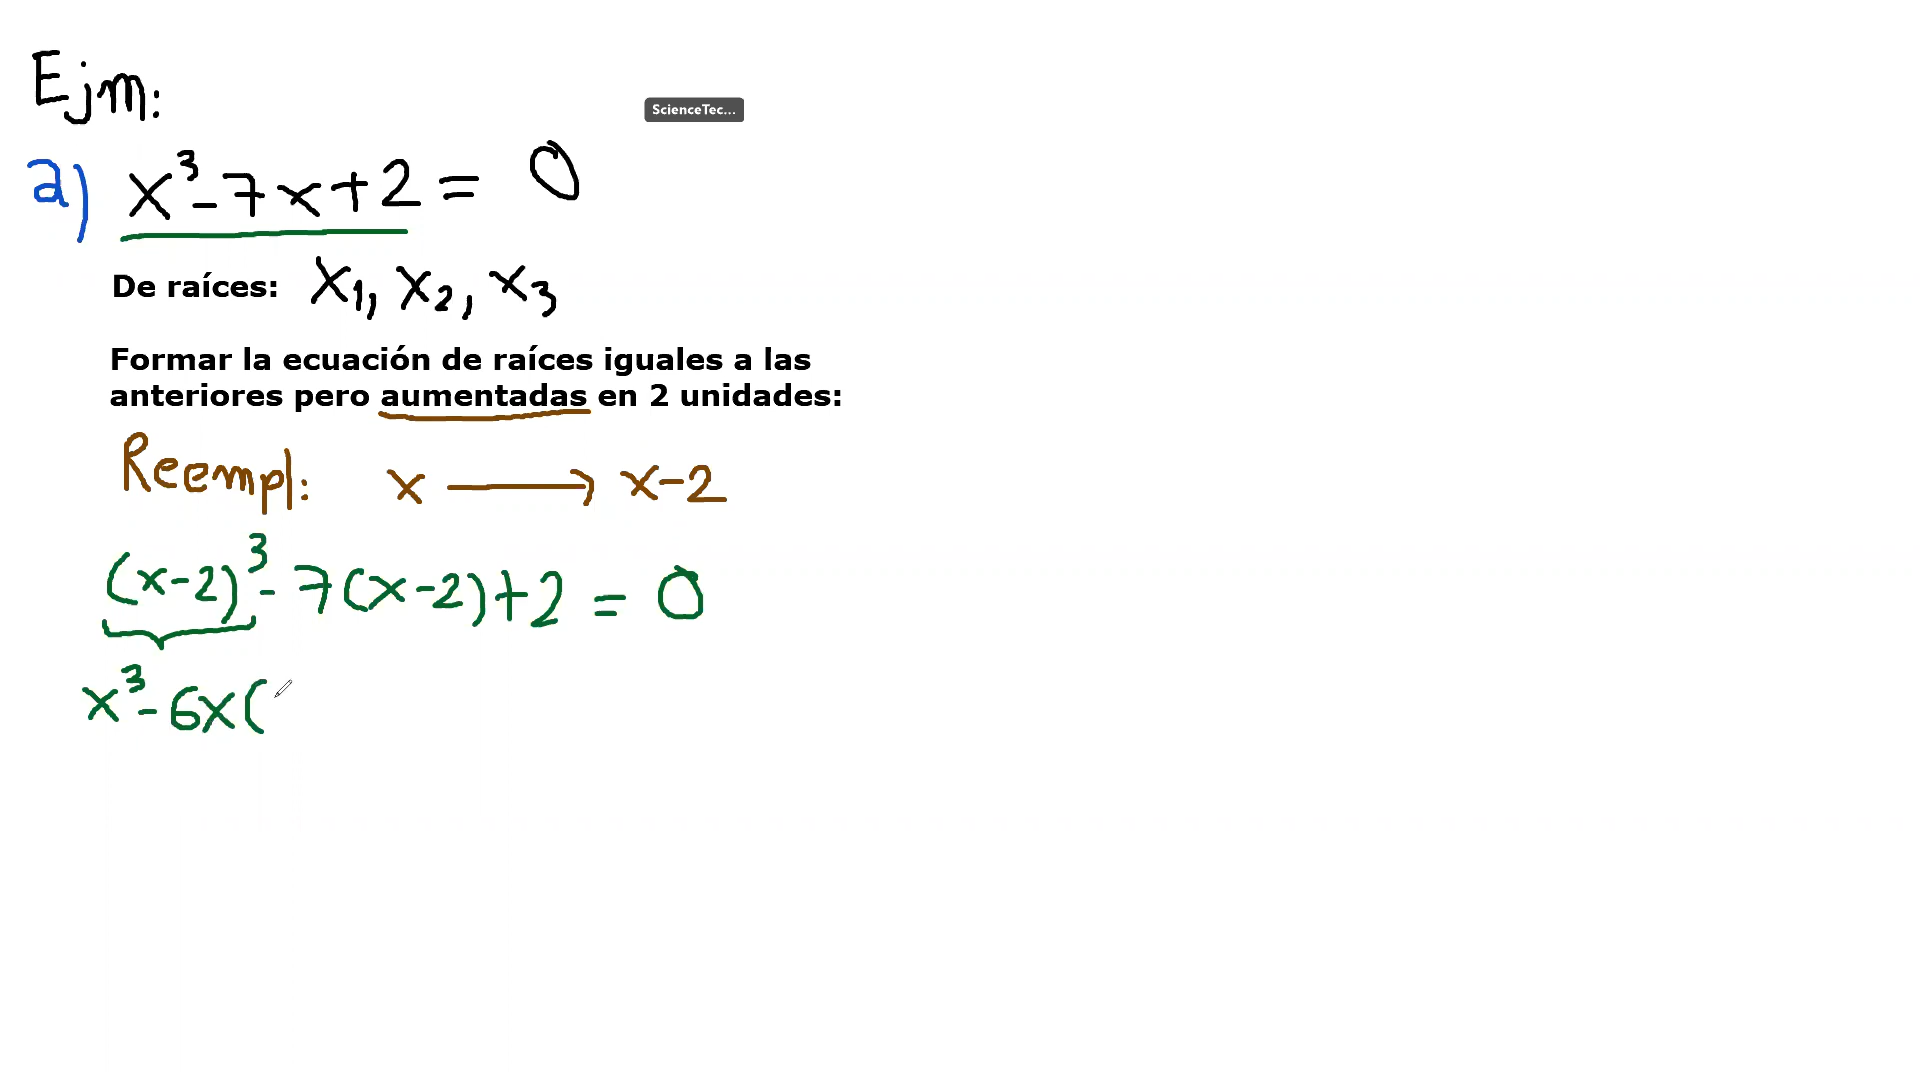 Ejm:
ScienceTec...
a) x³-7x+2 = 0
De raíces: x₁, x₂, x₃
Formar la ecuación de raíces iguales a las
anteriores pero aumentadas en 2 unidades:
Reempl: x → x-2
(x-2)³-7(x-2)+2 = 0
x³-6x(